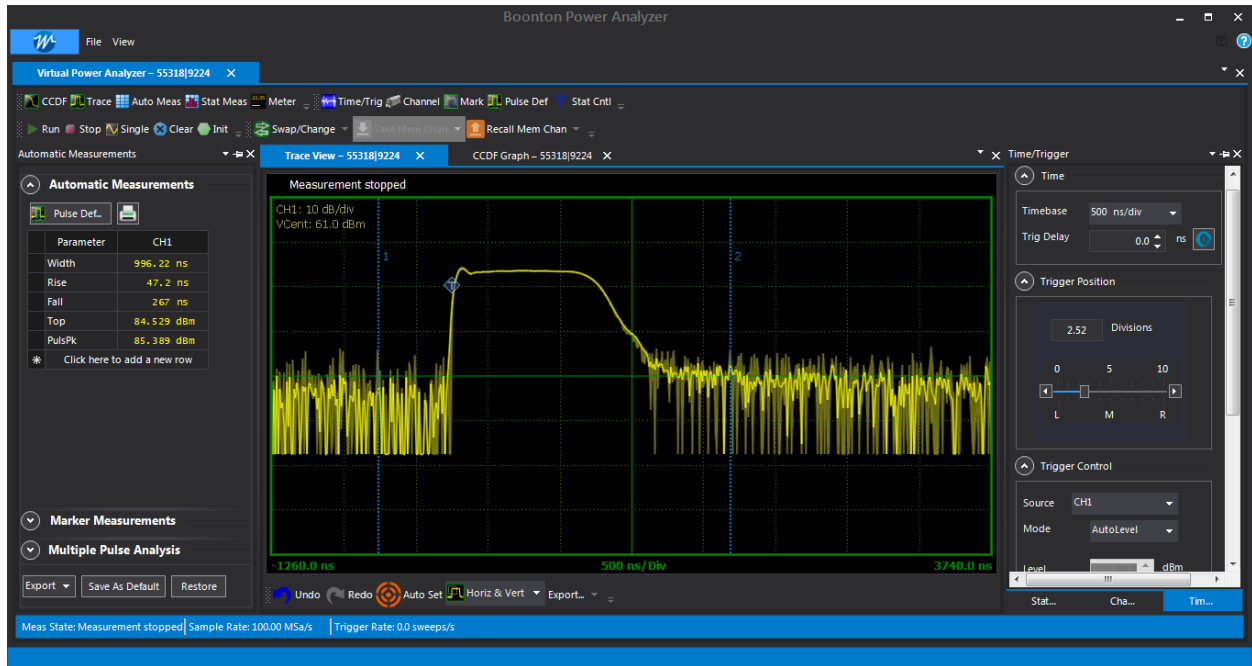 Boonton Power Analyzer
File View
Virtual Power Analyzer – 55318|9224 X
CCDF Trace Auto Meas Stat Meas Meter Time/Trig Channel Mark Pulse Def Stat Cntl
Run Stop Single Clear Init Swap/Change Save Mem Chan Recall Mem Chan
Automatic Measurements
Trace View – 55318|9224 X
CCDF Graph – 55318|9224 X
Time/Trigger
Automatic Measurements
Pulse Def...
Parameter CH1
Width 996.22 ns
Rise 47.2 ns
Fall 267 ns
Top 84.529 dBm
PulsPk 85.389 dBm
Click here to add a new row
Marker Measurements
Multiple Pulse Analysis
Export Save As Default Restore
Measurement stopped
CH1: 10 dB/div
VCent: 61.0 dBm
1
2
T
-1260.0 ns 500 ns/Div 3740.0 ns
Undo Redo Auto Set Horiz & Vert Export...
Time
Timebase 500 ns/div
Trig Delay 0.0 ns
Trigger Position
2.52 Divisions
0 5 10
L M R
Trigger Control
Source CH1
Mode AutoLevel
Level dBm
Stat... Cha... Tim...
Meas State: Measurement stopped Sample Rate: 100.00 MSa/s Trigger Rate: 0.0 sweeps/s